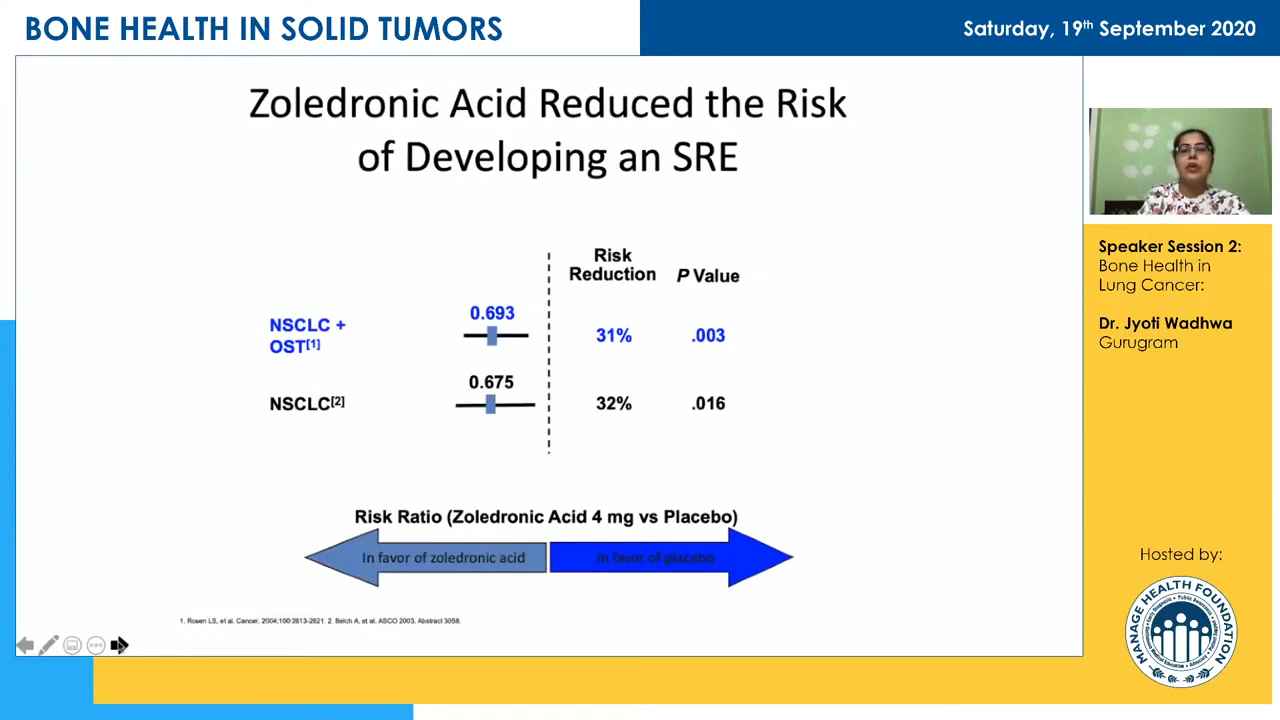 BONE HEALTH IN SOLID TUMORS
Saturday, 19th September 2020
Zoledronic Acid Reduced the Risk
of Developing an SRE
Risk
Reduction
P Value
NSCLC +
OST[1]
0.693
31%
.003
NSCLC[2]
0.675
32%
.016
Risk Ratio (Zoledronic Acid 4 mg vs Placebo)
In favor of zoledronic acid
In favor of placebo
1. Rosen LS, et al. Cancer. 2004;100:2613-2621. 2. Belch A, et al. ASCO 2003. Abstract 3058.
Speaker Session 2:
Bone Health in
Lung Cancer:
Dr. Jyoti Wadhwa
Gurugram
Hosted by:
MANAGE HEALTH FOUNDATION